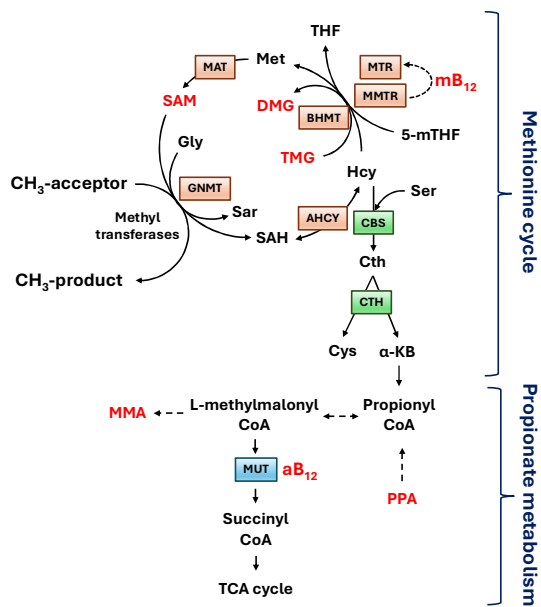 THF
MAT
Met
MTR
mB12
SAM
DMG
MMTR
BHMT
5-mTHF
Gly
TMG
Hcy
CH3-acceptor
GNMT
Ser
Methyl
transferases
Sar
AHCY
CBS
SAH
Cth
CH3-product
CTH
Cys
α-KB
Methionine cycle
MMA
L-methylmalonyl
CoA
Propionyl
CoA
MUT
aB12
PPA
Succinyl
CoA
TCA cycle
Propionate metabolism